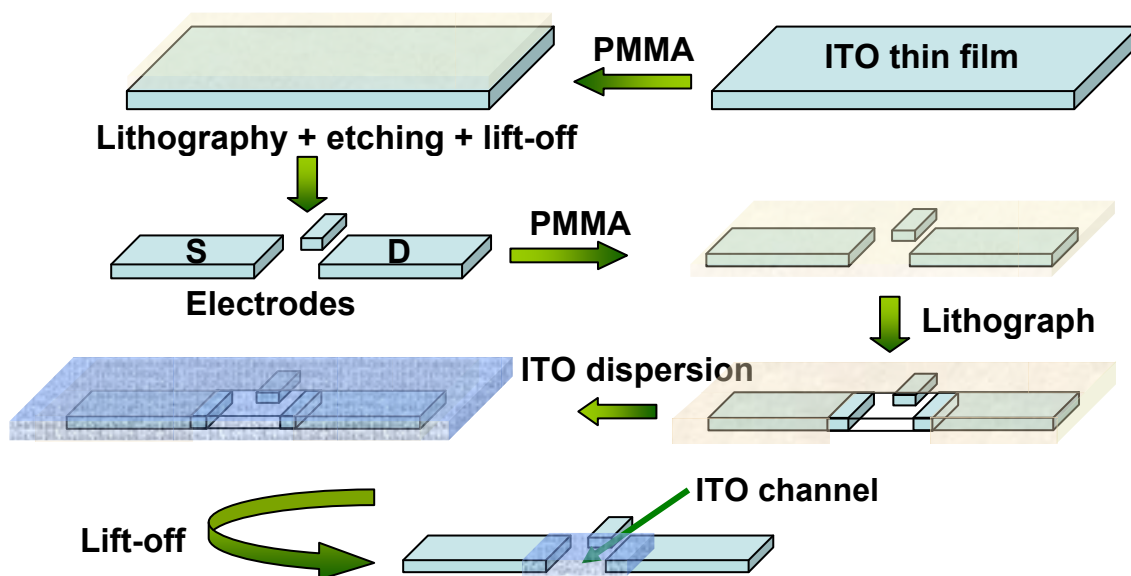 PMMA
ITO thin film
Lithography + etching + lift-off
S
D
PMMA
Electrodes
Lithograph
ITO dispersion
ITO channel
Lift-off